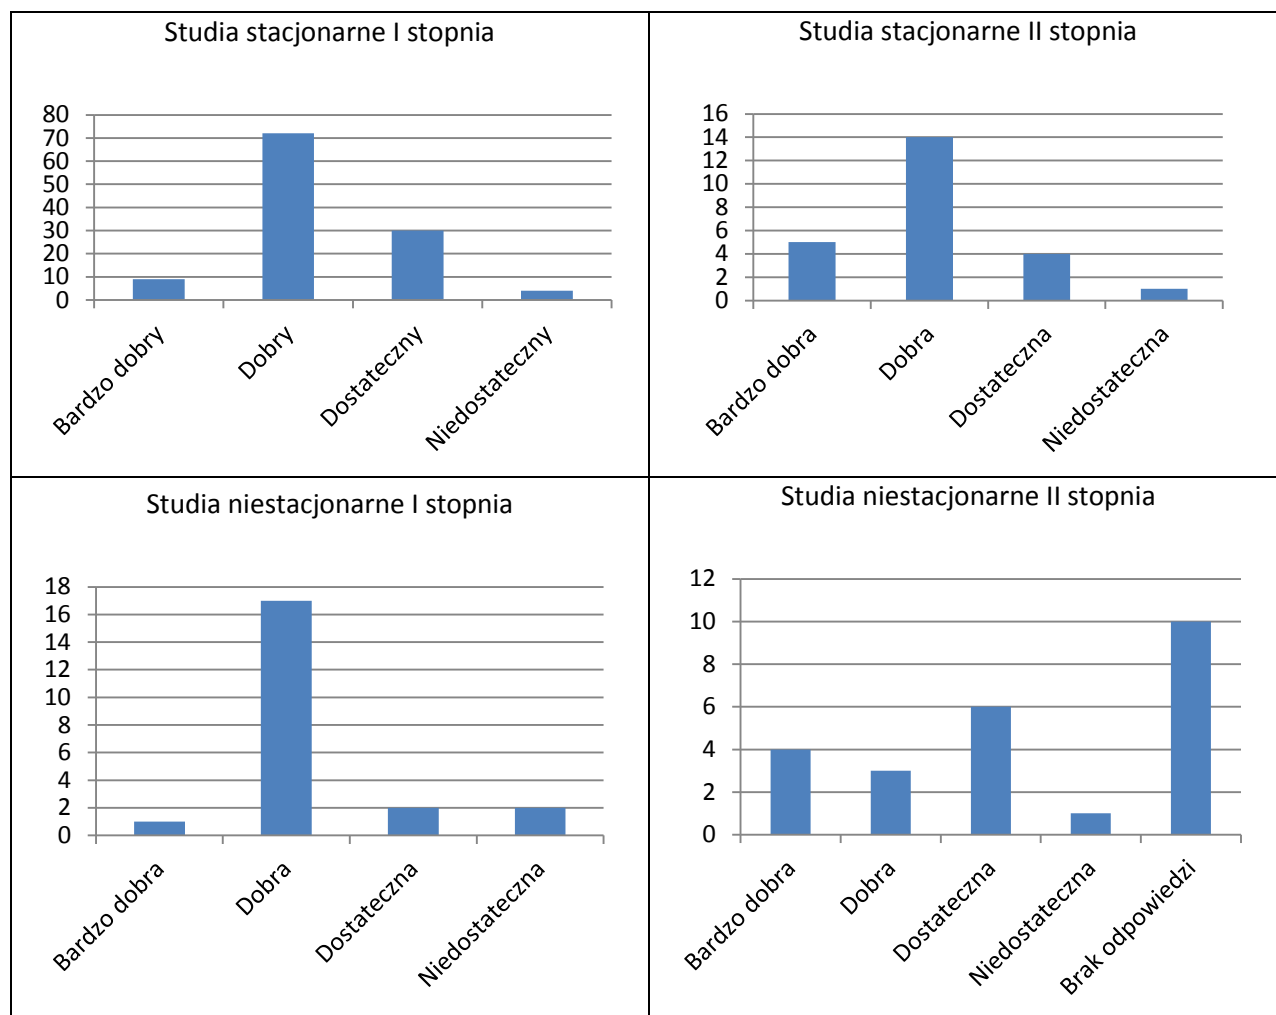 Studia stacjonarne I stopnia
80
70
60
50
40
30
20
10
0
Bardzo dobry
Dobry
Dostateczny
Niedostateczny
Studia stacjonarne II stopnia
16
14
12
10
8
6
4
2
0
Bardzo dobra
Dobra
Dostateczna
Niedostateczna
Studia niestacjonarne I stopnia
18
16
14
12
10
8
6
4
2
0
Bardzo dobra
Dobra
Dostateczna
Niedostateczna
Studia niestacjonarne II stopnia
12
10
8
6
4
2
0
Bardzo dobra
Dobra
Dostateczna
Niedostateczna
Brak odpowiedzi